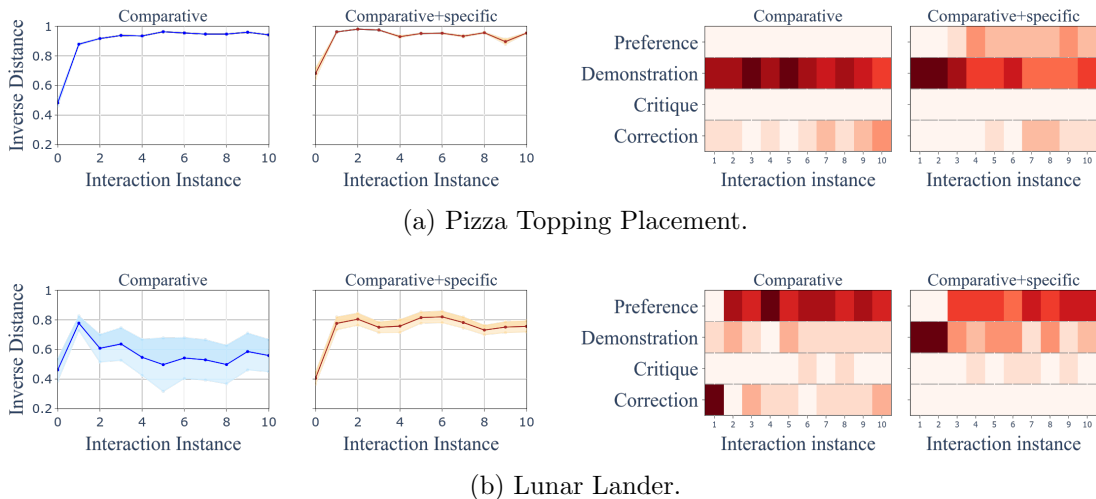 Comparative
Comparative+specific
Comparative
Comparative+specific
Inverse Distance
1
0.8
0.6
0.4
0.2
0 2 4 6 8 10
0 2 4 6 8 10
Interaction Instance
Interaction Instance
Preference
Demonstration
Critique
Correction
1 2 3 4 5 6 7 8 9 10
1 2 3 4 5 6 7 8 9 10
Interaction instance
Interaction instance
(a) Pizza Topping Placement.
Comparative
Comparative+specific
Comparative
Comparative+specific
Inverse Distance
1
0.8
0.6
0.4
0.2
0 2 4 6 8 10
0 2 4 6 8 10
Interaction Instance
Interaction Instance
Preference
Demonstration
Critique
Correction
1 2 3 4 5 6 7 8 9 10
1 2 3 4 5 6 7 8 9 10
Interaction instance
Interaction instance
(b) Lunar Lander.